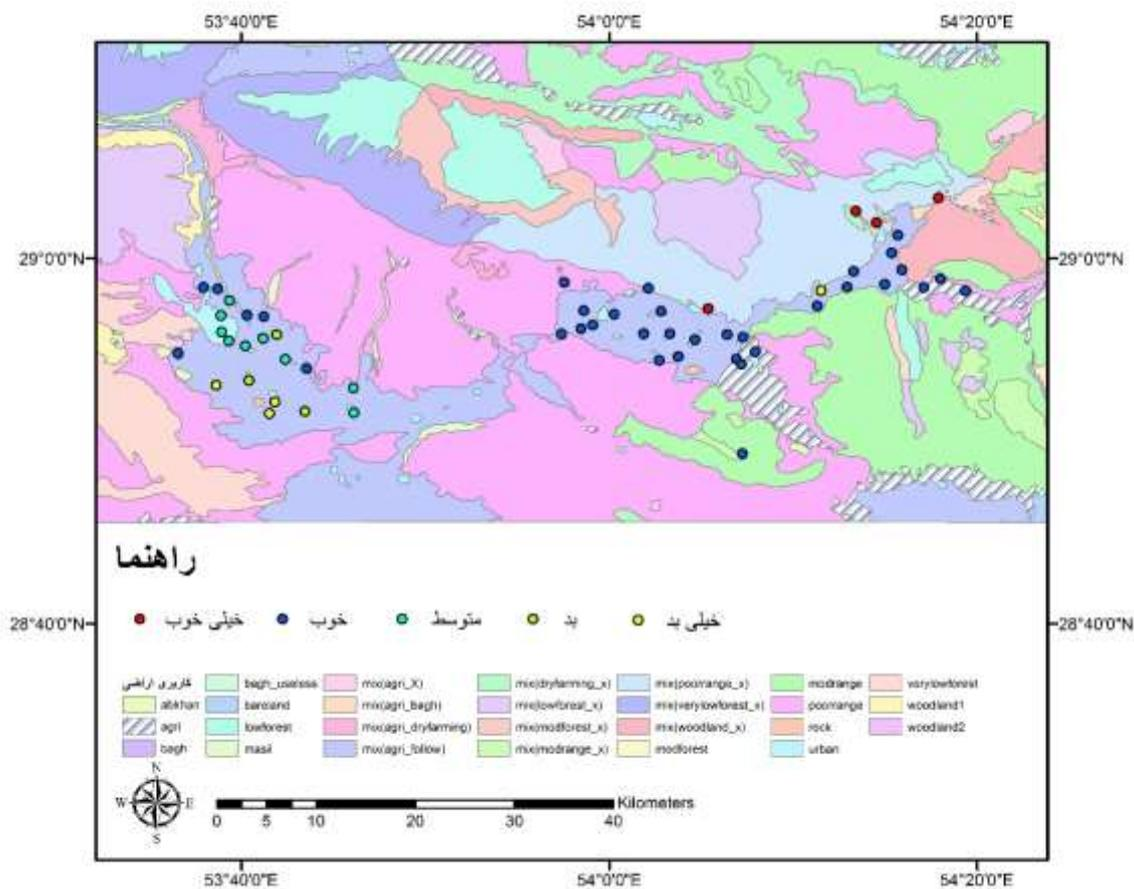 53°40'0"E 54°0'0"E 54°20'0"E
29°0'0"N 29°0'0"N
راهنما
28°40'0"N 28°40'0"N
خیلی خوب خوب متوسط بد خیلی بد
کاربری اراضی bagh_useless mix(agri_X) mix(dryfarming_x) mix(poorrange_x) modrange verylowforest
abkhan bareland mix(agri_bagh) mix(lowforest_x) mix(verylowforest_x) poorrange woodland1
agri lowforest mix(agri_dryfarming) mix(modforest_x) mix(woodland_x) rock woodland2
bagh masil mix(agri_follow) mix(modrange_x) modforest urban
N
W E
S
Kilometers
0 5 10 20 30 40
53°40'0"E 54°0'0"E 54°20'0"E